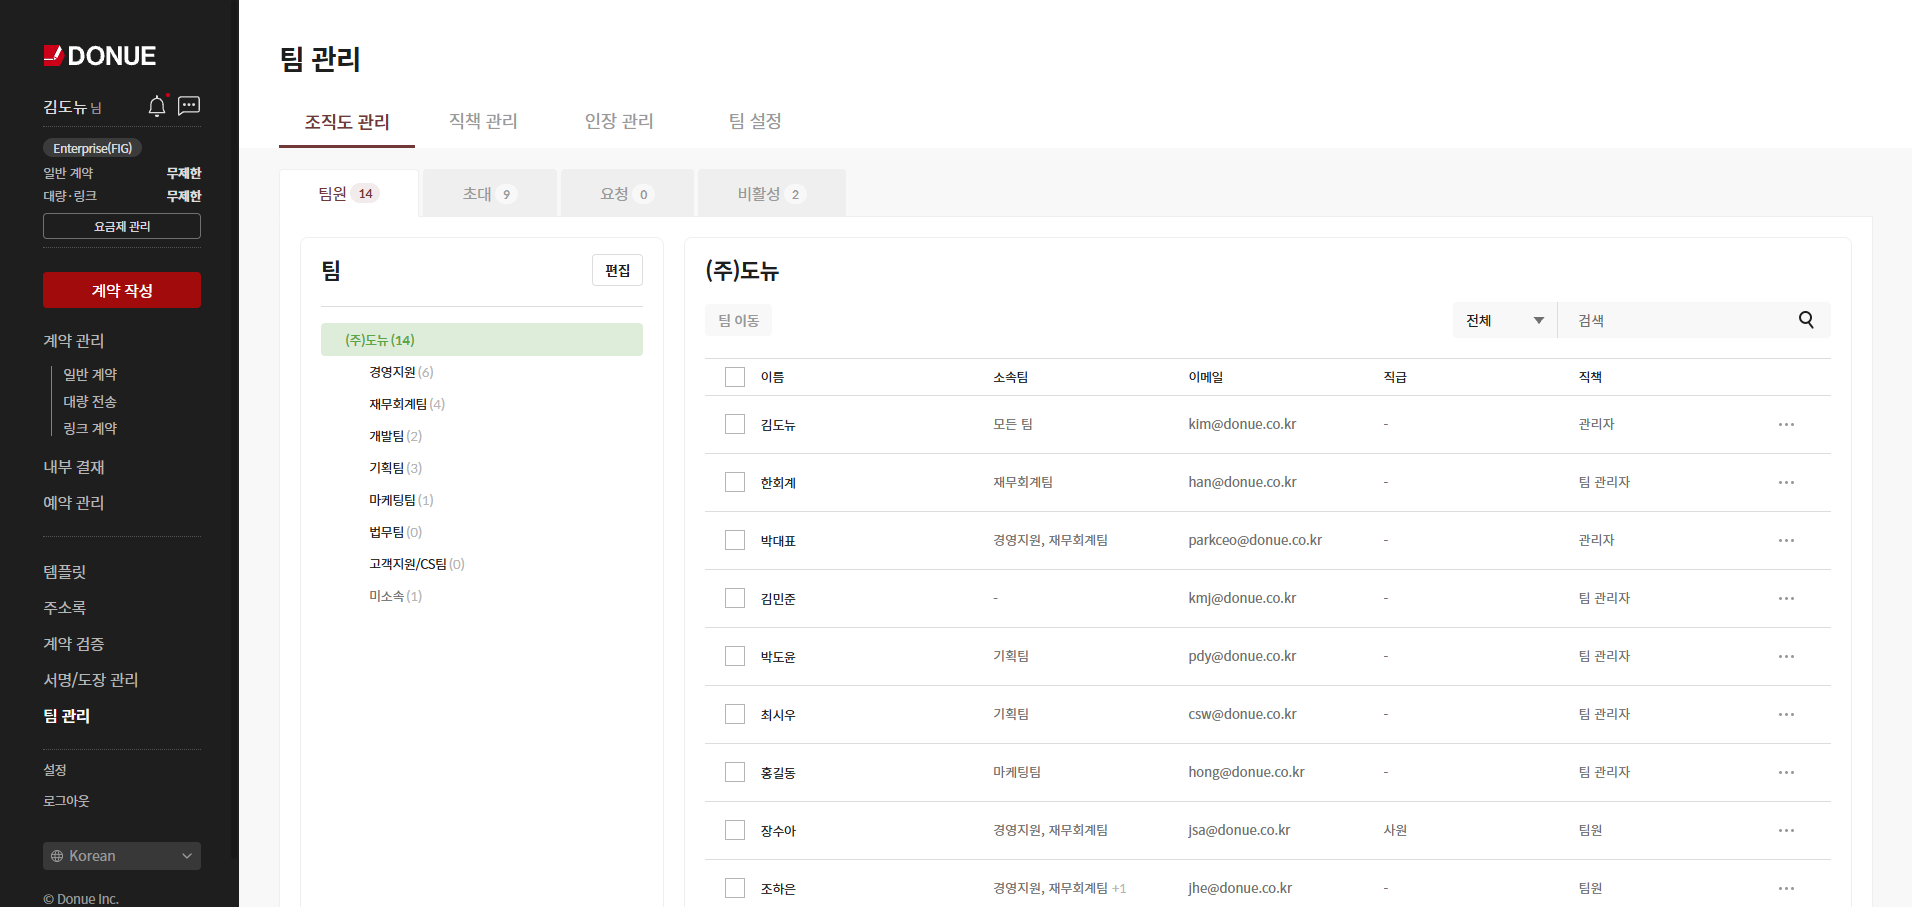 DONUE
김도뉴 님
Enterprise(FIG)
일반 계약 무제한
대량·링크 무제한
요금제 관리
계약 작성
계약 관리
일반 계약
대량 전송
링크 계약
내부 결재
예약 관리
템플릿
주소록
계약 검증
서명/도장 관리
팀 관리
설정
로그아웃
Korean
© Donue Inc.
팀 관리
조직도 관리 직책 관리 인장 관리 팀 설정
팀원 14 초대 9 요청 0 비활성 2
팀 편집
(주)도뉴 (14)
경영지원 (6)
재무회계팀 (4)
개발팀 (2)
기획팀 (3)
마케팅팀 (1)
법무팀 (0)
고객지원/CS팀 (0)
미소속 (1)
(주)도뉴
팀 이동 전체 검색
이름 소속팀 이메일 직급 직책
김도뉴 모든 팀 kim@donue.co.kr - 관리자
한회계 재무회계팀 han@donue.co.kr - 팀 관리자
박대표 경영지원, 재무회계팀 parkceo@donue.co.kr - 관리자
김민준 - kmj@donue.co.kr - 팀 관리자
박도윤 기획팀 pdy@donue.co.kr - 팀 관리자
최시우 기획팀 csw@donue.co.kr - 팀 관리자
홍길동 마케팅팀 hong@donue.co.kr - 팀 관리자
장수아 경영지원, 재무회계팀 jsa@donue.co.kr 사원 팀원
조하은 경영지원, 재무회계팀 +1 jhe@donue.co.kr - 팀원